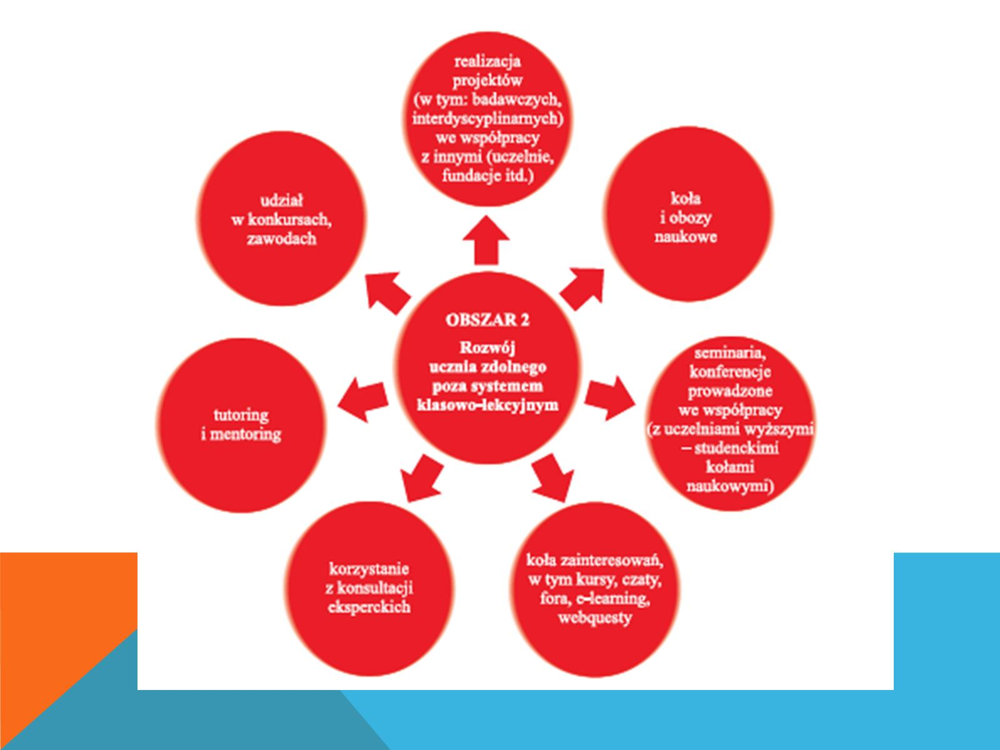 realizacja
projektów
(w tym: badawczych,
interdyscyplinarnych)
we współpracy
z innymi (uczelnie,
fundacje itd.)
koła
i obozy
naukowe
seminaria,
konferencje
prowadzone
we współpracy
(z uczelniami wyższymi
– studenckimi
kołami
naukowymi)
koła zainteresowań,
w tym kursy, czaty,
fora, e-learning,
webquesty
korzystanie
z konsultacji
eksperckich
tutoring
i mentoring
udział
w konkursach,
zawodach
OBSZAR 2
Rozwój
ucznia zdolnego
poza systemem
klasowo-lekcyjnym